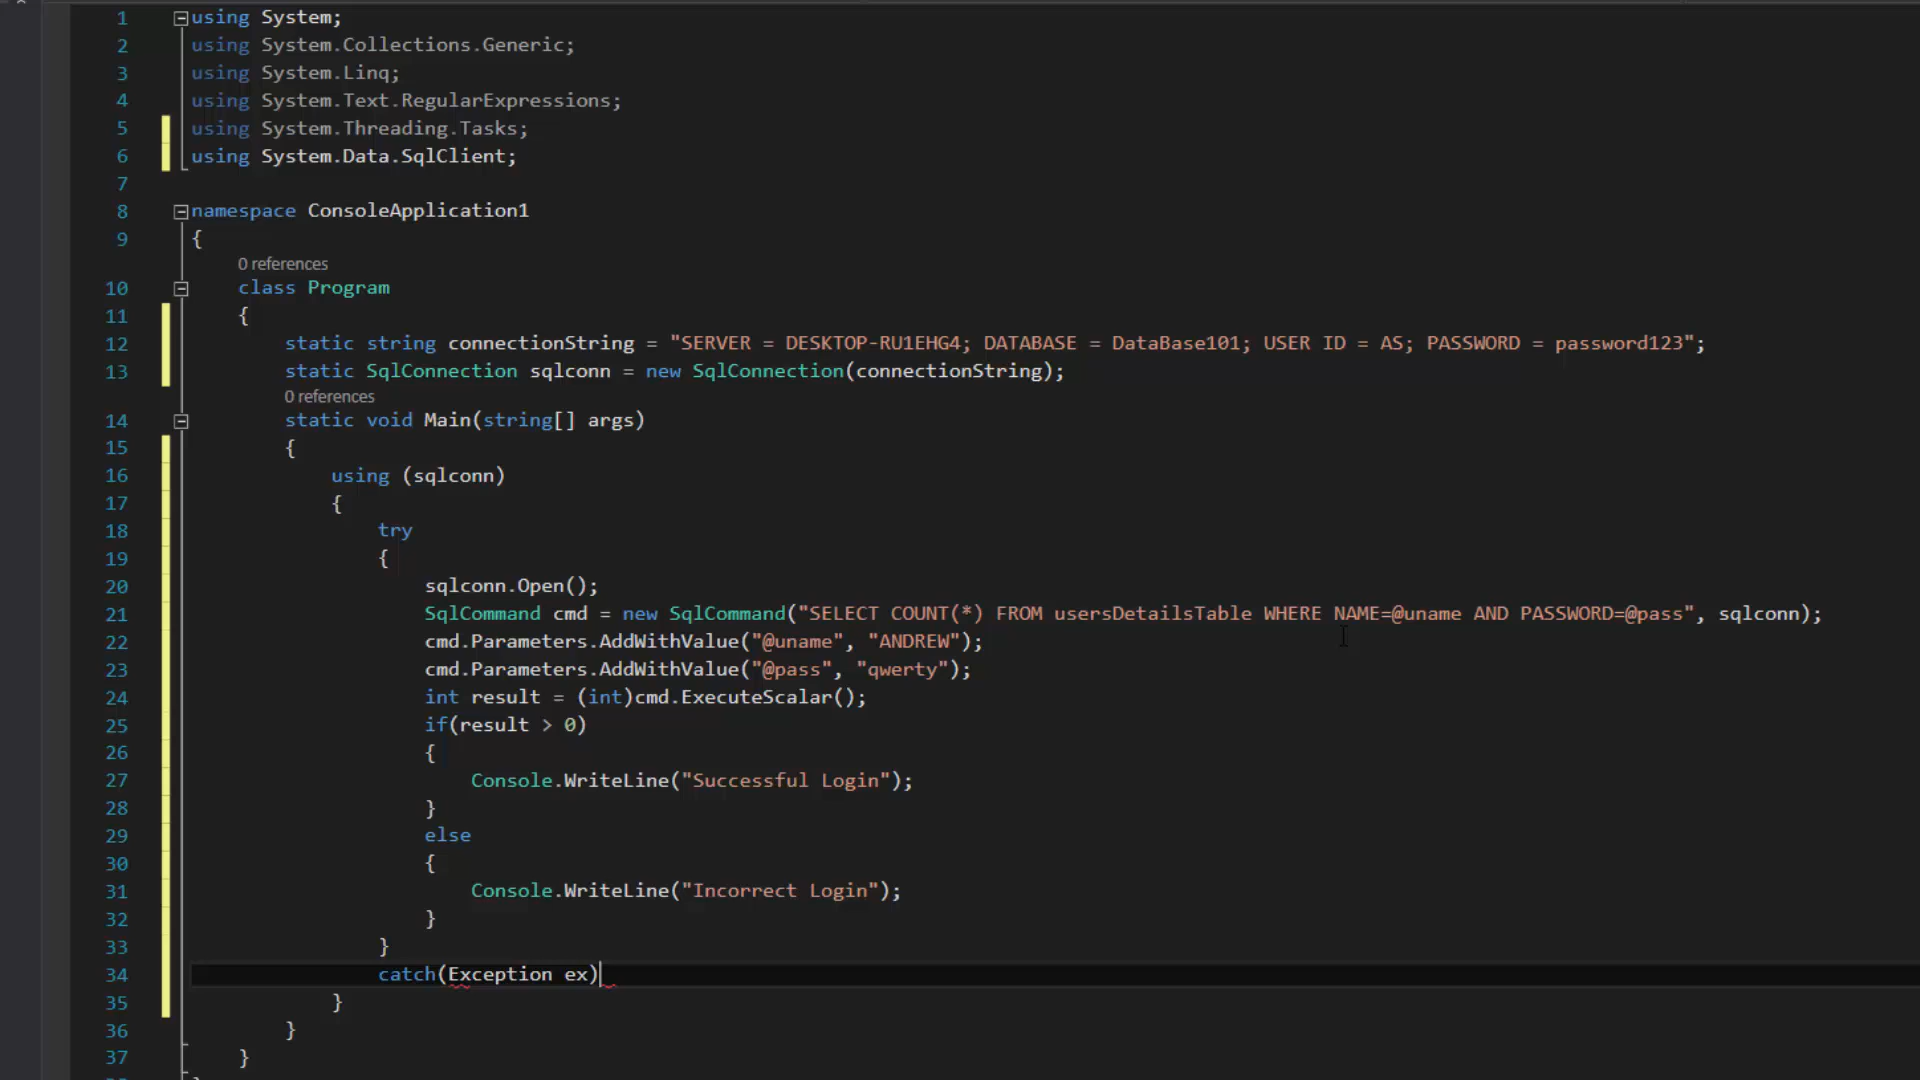 1 using System;
2 using System.Collections.Generic;
3 using System.Linq;
4 using System.Text.RegularExpressions;
5 using System.Threading.Tasks;
6 using System.Data.SqlClient;
7
8 namespace ConsoleApplication1
9 {
0 references
10 class Program
11 {
12 static string connectionString = "SERVER = DESKTOP-RU1EHG4; DATABASE = DataBase101; USER ID = AS; PASSWORD = password123";
13 static SqlConnection sqlconn = new SqlConnection(connectionString);
0 references
14 static void Main(string[] args)
15 {
16 using (sqlconn)
17 {
18 try
19 {
20 sqlconn.Open();
21 SqlCommand cmd = new SqlCommand("SELECT COUNT(*) FROM usersDetailsTable WHERE NAME=@uname AND PASSWORD=@pass", sqlconn);
22 cmd.Parameters.AddWithValue("@uname", "ANDREW");
23 cmd.Parameters.AddWithValue("@pass", "qwerty");
24 int result = (int)cmd.ExecuteScalar();
25 if(result > 0)
26 {
27 Console.WriteLine("Successful Login");
28 }
29 else
30 {
31 Console.WriteLine("Incorrect Login");
32 }
33 }
34 catch(Exception ex)
35 }
36 }
37 }